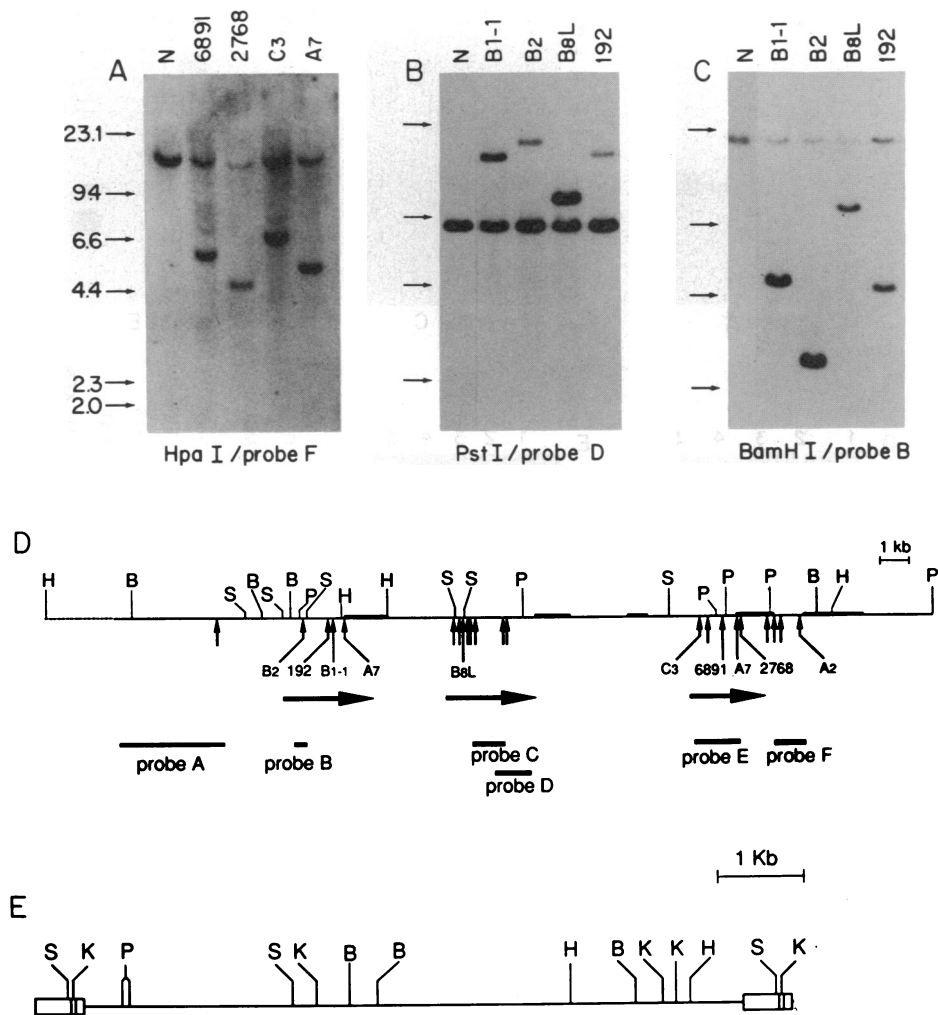 A
N
6891
2768
C3
A7
23.1
94
6.6
4.4
2.3
2.0
Hpa I / probe F
B
N
B1-1
B2
B8L
192
Pst I / probe D
C
N
B1-1
B2
B8L
192
BamH I / probe B
D
1 kb
H B S B S B P S H H S S P S P P P B H P
B2 192 B1-1 A7 B8L C3 6891 A7 2768 A2
probe A probe B probe C probe E probe F
probe D
1 Kb
E
S K P S K B B H B K K H S K